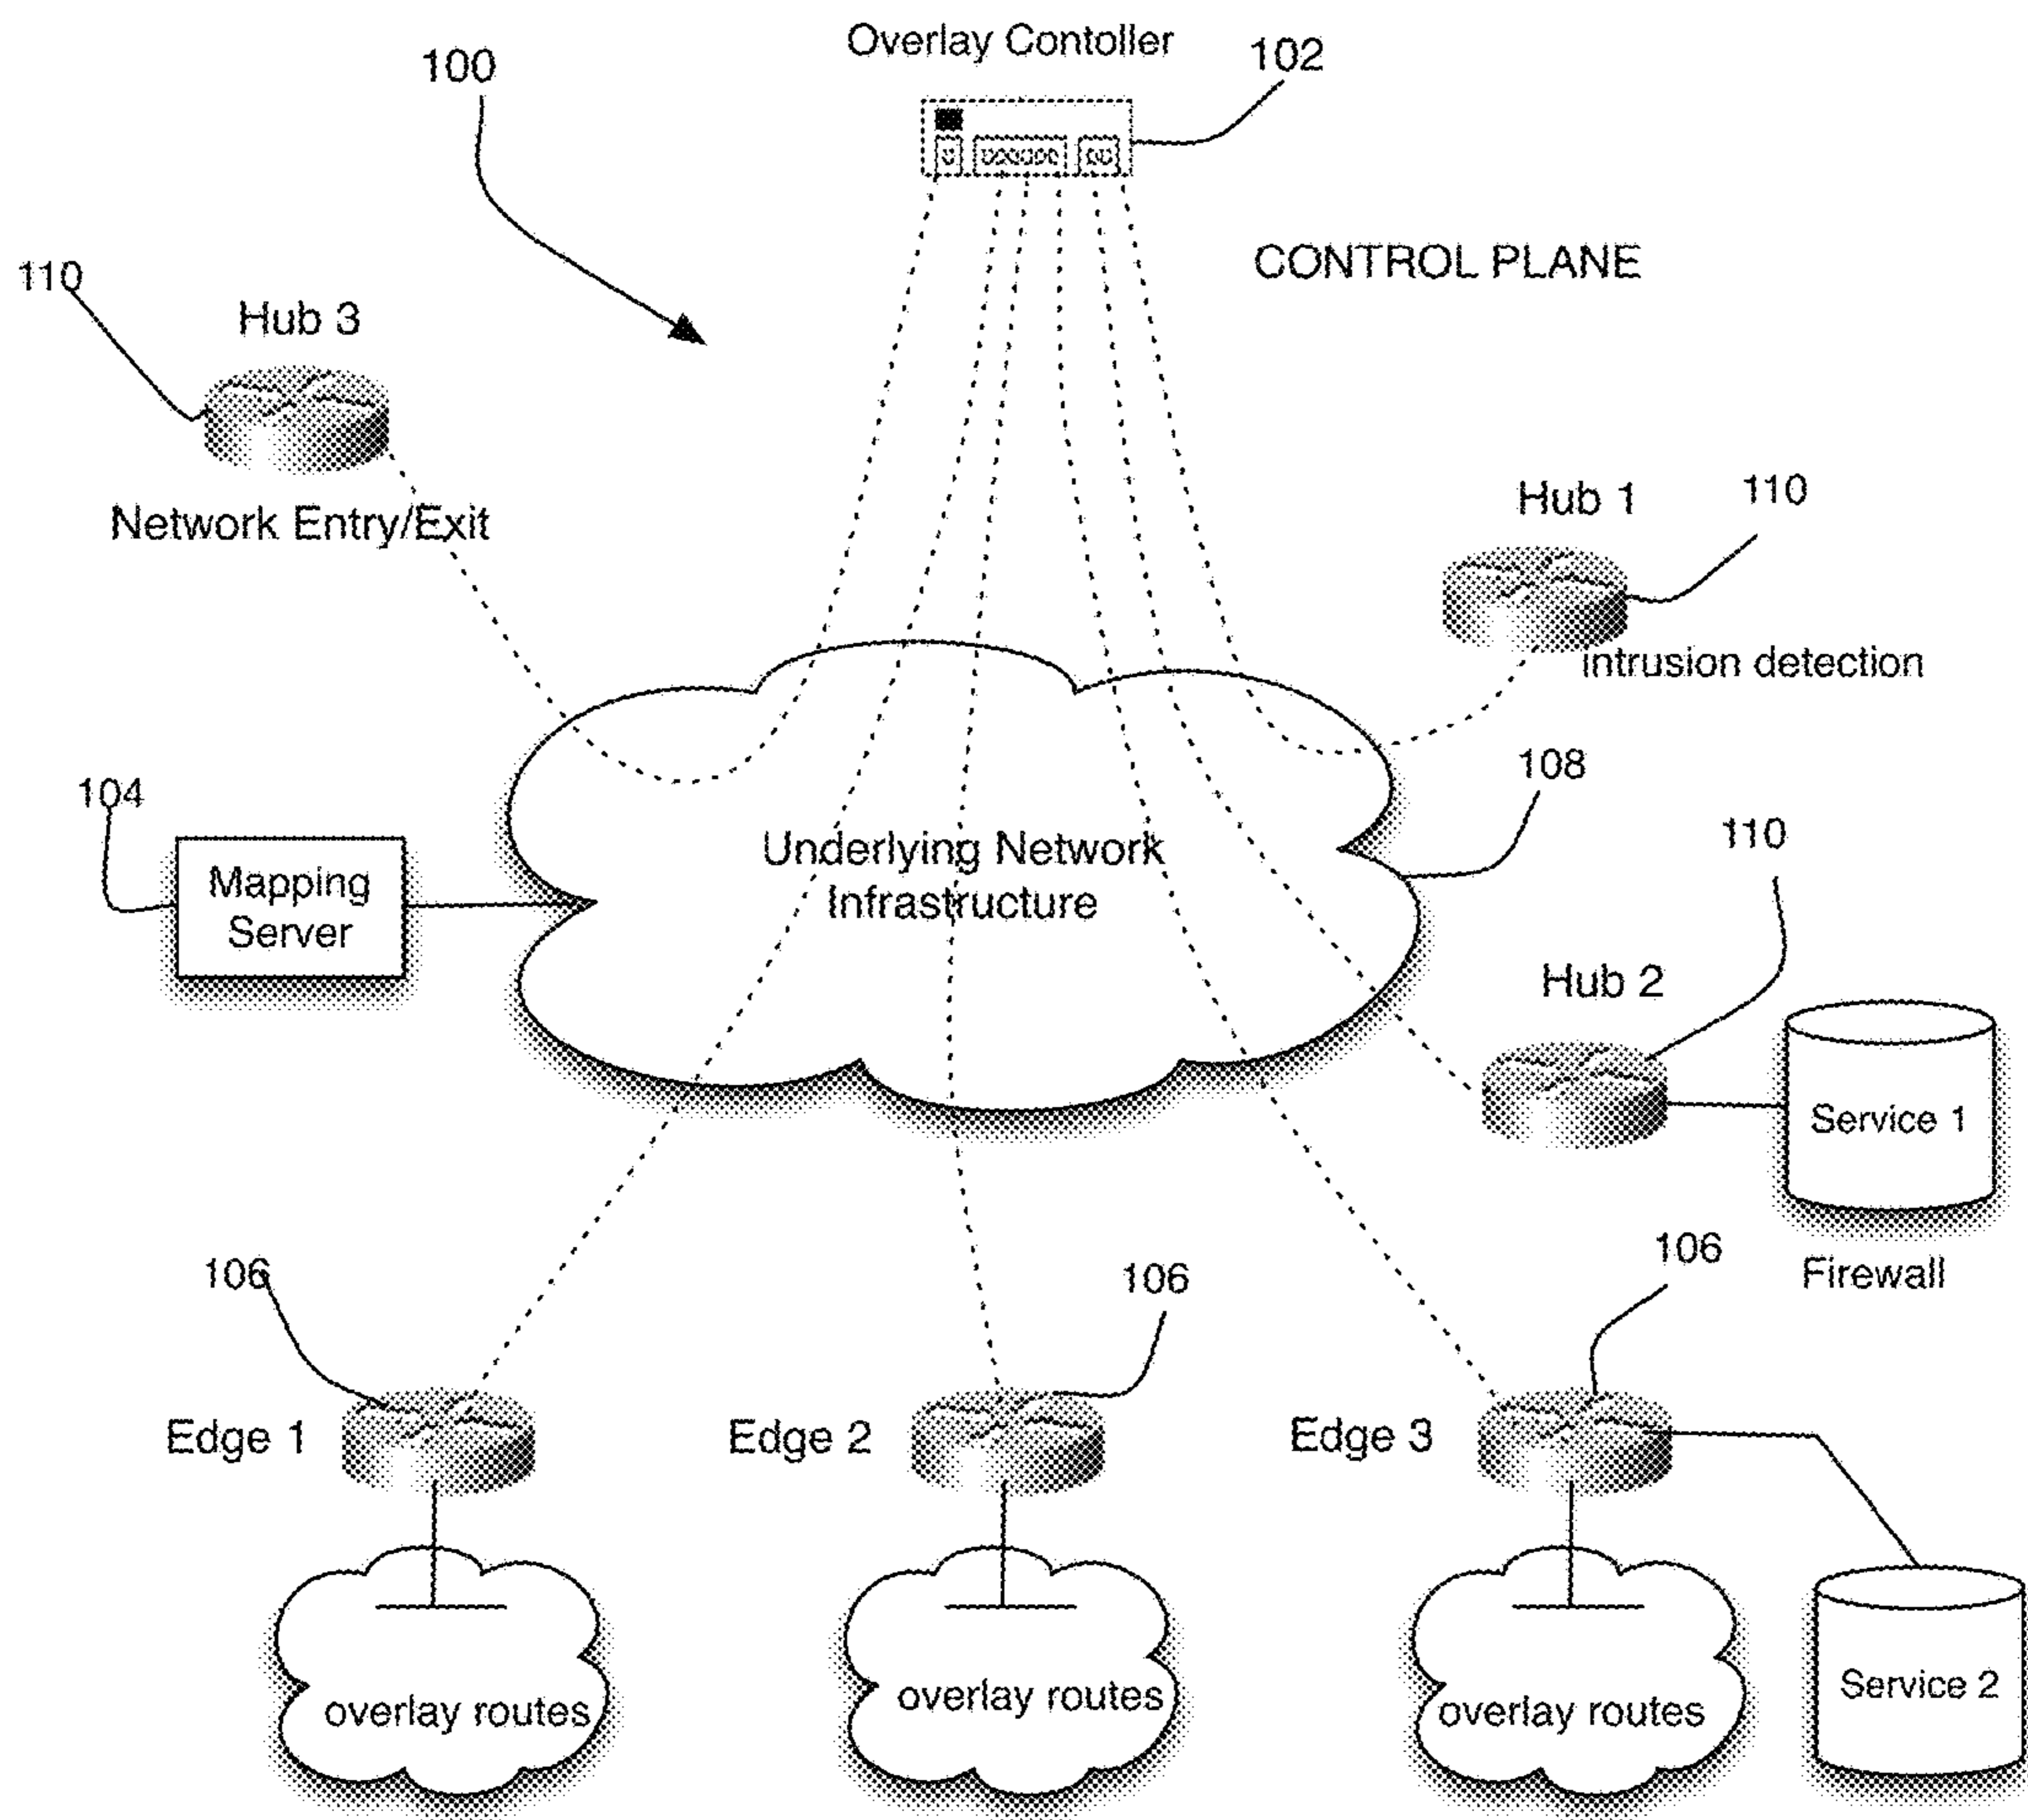 Overlay Contoller
102
100
CONTROL PLANE
110
Hub 3
Network Entry/Exit
Hub 1
110
intrusion detection
108
104
Mapping
Server
Underlying Network
Infrastructure
110
Hub 2
Service 1
Firewall
106
106
106
Edge 1
Edge 2
Edge 3
overlay routes
overlay routes
overlay routes
Service 2